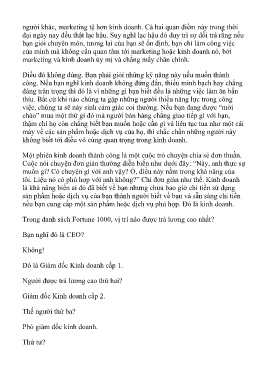 người khác, marketing tệ hơn kinh doanh. Cả hai quan điểm này trong thời
đại ngày nay đều thật lạc hậu. Suy nghĩ lạc hậu đó duy trì sự dối trá rằng nếu
bạn giỏi chuyên môn, tương lai của bạn sẽ ổn định, bạn chỉ làm công việc
của mình mà không cần quan tâm tới marketing hoặc kinh doanh nó, bởi
marketing và kinh doanh uỷ mị và chẳng mấy chân chính.
Điều đó không đúng. Bạn phải giỏi những kỹ năng này nếu muốn thành
công. Nếu bạn nghĩ kinh doanh không đứng đắn, thiếu minh bạch hay chẳng
đáng trân trọng thì đó là vì những gì bạn biết đều là những việc làm ăn bẩn
thỉu. Bất cứ khi nào chúng ta gặp những người thiếu năng lực trong công
việc, chúng ta sẽ nảy sinh cảm giác coi thường. Nếu bạn đang được “mời
chào” mua một thứ gì đó mà người bán hàng chẳng giao tiếp gì với bạn,
thậm chí họ còn chẳng biết bạn muốn hoặc cần gì và liên tục tua như một cái
máy về các sản phẩm hoặc dịch vụ của họ, thì chắc chắn những người này
không biết tới điều vô cùng quan trọng trong kinh doanh.
Một phiên kinh doanh thành công là một cuộc trò chuyện chia sẻ đơn thuần.
Cuộc nói chuyện đơn giản thường diễn biến như dưới đây: “Này, anh thực sự
muốn gì? Có chuyện gì với anh vậy? Ồ, điều này nằm trong khả năng của
tôi. Liệu nó có phù hợp với anh không?” Chỉ đơn giản như thế. Kinh doanh
là khả năng biến ai đó đã biết về bạn nhưng chưa bao giờ chi tiền sử dụng
sản phẩm hoặc dịch vụ của bạn thành người biết về bạn và sẵn sàng chi tiền
nếu bạn cung cấp một sản phẩm hoặc dịch vụ phù hợp. Đó là kinh doanh.
Trong danh sách Fortune 1000, vị trí nào được trả lương cao nhất?
Bạn nghĩ đó là CEO?
Không!
Đó là Giám đốc Kinh doanh cấp 1.
Người được trả lương cao thứ hai?
Giám đốc Kinh doanh cấp 2.
Thế người thứ ba?
Phó giám đốc kinh doanh.
Thứ tư?